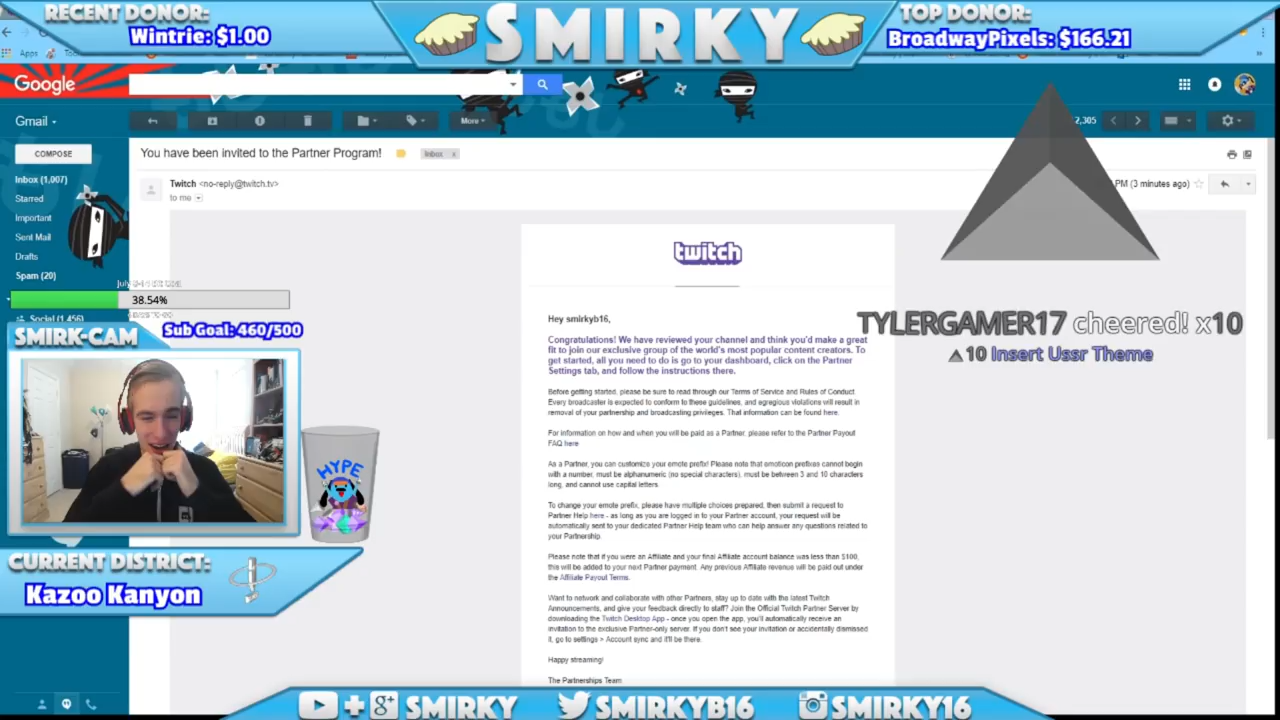 RECENT DONOR:
Wintrie: $1.00
SMIRKY
TOP DONOR:
BroadwayPixels: $166.21
Apps
Google
Gmail
More
2,305
COMPOSE
You have been invited to the Partner Program!
Inbox x
Inbox (1,007)
Twitch <no-reply@twitch.tv>
PM (3 minutes ago)
to me
Starred
Important
Sent Mail
Drafts
Spam (20)
twitch
38.54%
Social (1,456)
SMIRK-CAM
Sub Goal: 460/500
Hey smirkyb16,
Congratulations! We have reviewed your channel and think you'd make a great
fit to join our exclusive group of the world's most popular content creators. To
get started, all you need to do is go to your dashboard, click on the Partner
Settings tab, and follow the instructions there.
TYLERGAMER17 cheered! x10
10 Insert Ussr Theme
Before getting started, please be sure to read through our Terms of Service and Rules of Conduct.
Every broadcaster is expected to conform to these guidelines, and egregious violations will result in
removal of your partnership and broadcasting privileges. That information can be found here.
For information on how and when you will be paid as a Partner, please refer to the Partner Payout
FAQ here
As a Partner, you can customize your emote prefix! Please note that emoticon prefixes cannot begin
with a number, must be alphanumeric (no special characters), must be between 3 and 10 characters
long, and cannot use capital letters.
To change your emote prefix, please have multiple choices prepared, then submit a request to
Partner Help here - as long as you are logged in to your Partner account, your request will be
automatically sent to your dedicated Partner Help team who can help answer any questions related to
your Partnership.
Please note that if you were an Affiliate and your final Affiliate account balance was less than $100,
this will be added to your next Partner payment. Any previous Affiliate revenue will be paid out under
the Affiliate Payout Terms.
Want to network and collaborate with other Partners, stay up to date with the latest Twitch
Announcements, and give your feedback directly to staff? Join the Official Twitch Partner Server by
downloading the Twitch Desktop App - once you open the app, you'll automatically receive an
invitation to the exclusive Partner-only server. If you don't see your invitation or accidentally dismissed
it, go to settings > Account sync and it'll be there.
Happy streaming!
The Partnerships Team
HYPE
CURRENT DISTRICT:
Kazoo Kanyon
SMIRKY
SMIRKYB16
SMIRKY16